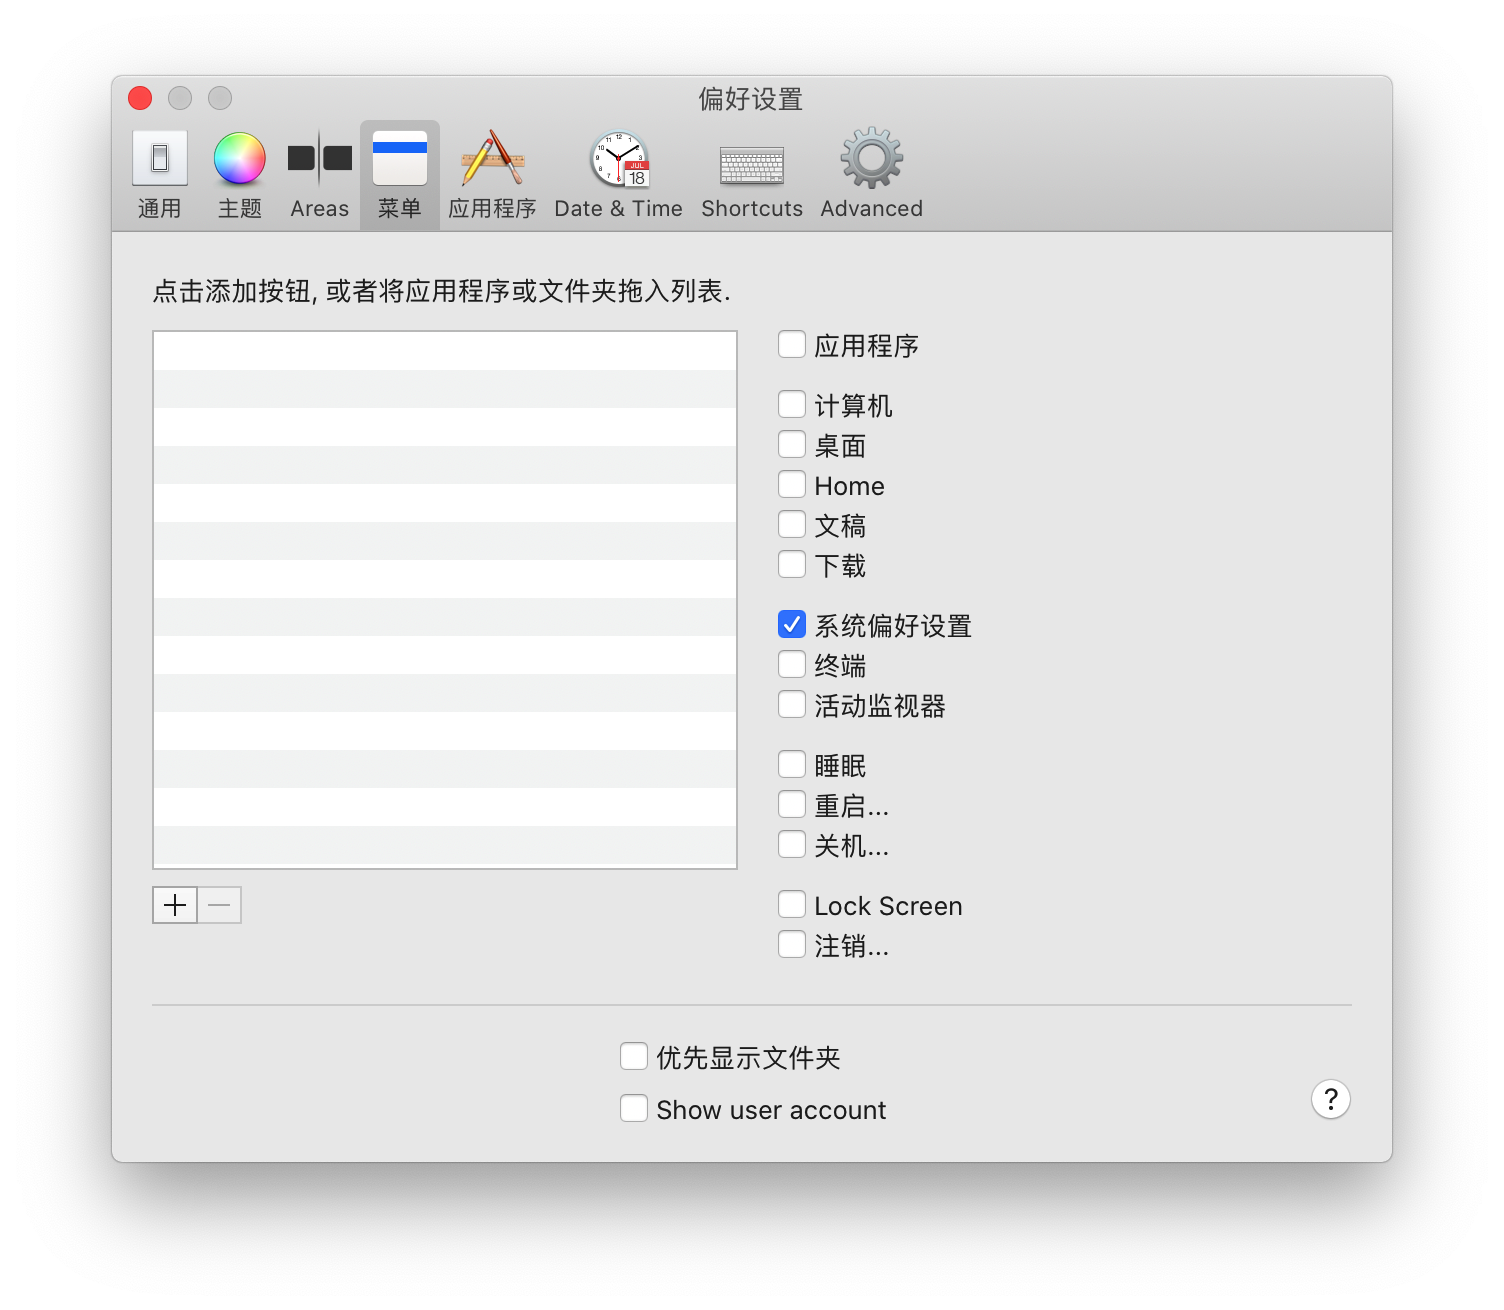 偏好设置
通用
主题
Areas
菜单
应用程序
Date & Time
Shortcuts
Advanced
点击添加按钮, 或者将应用程序或文件夹拖入列表.
应用程序
计算机
桌面
Home
文稿
下载
系统偏好设置
终端
活动监视器
睡眠
重启...
关机...
Lock Screen
注销...
优先显示文件夹
Show user account
?